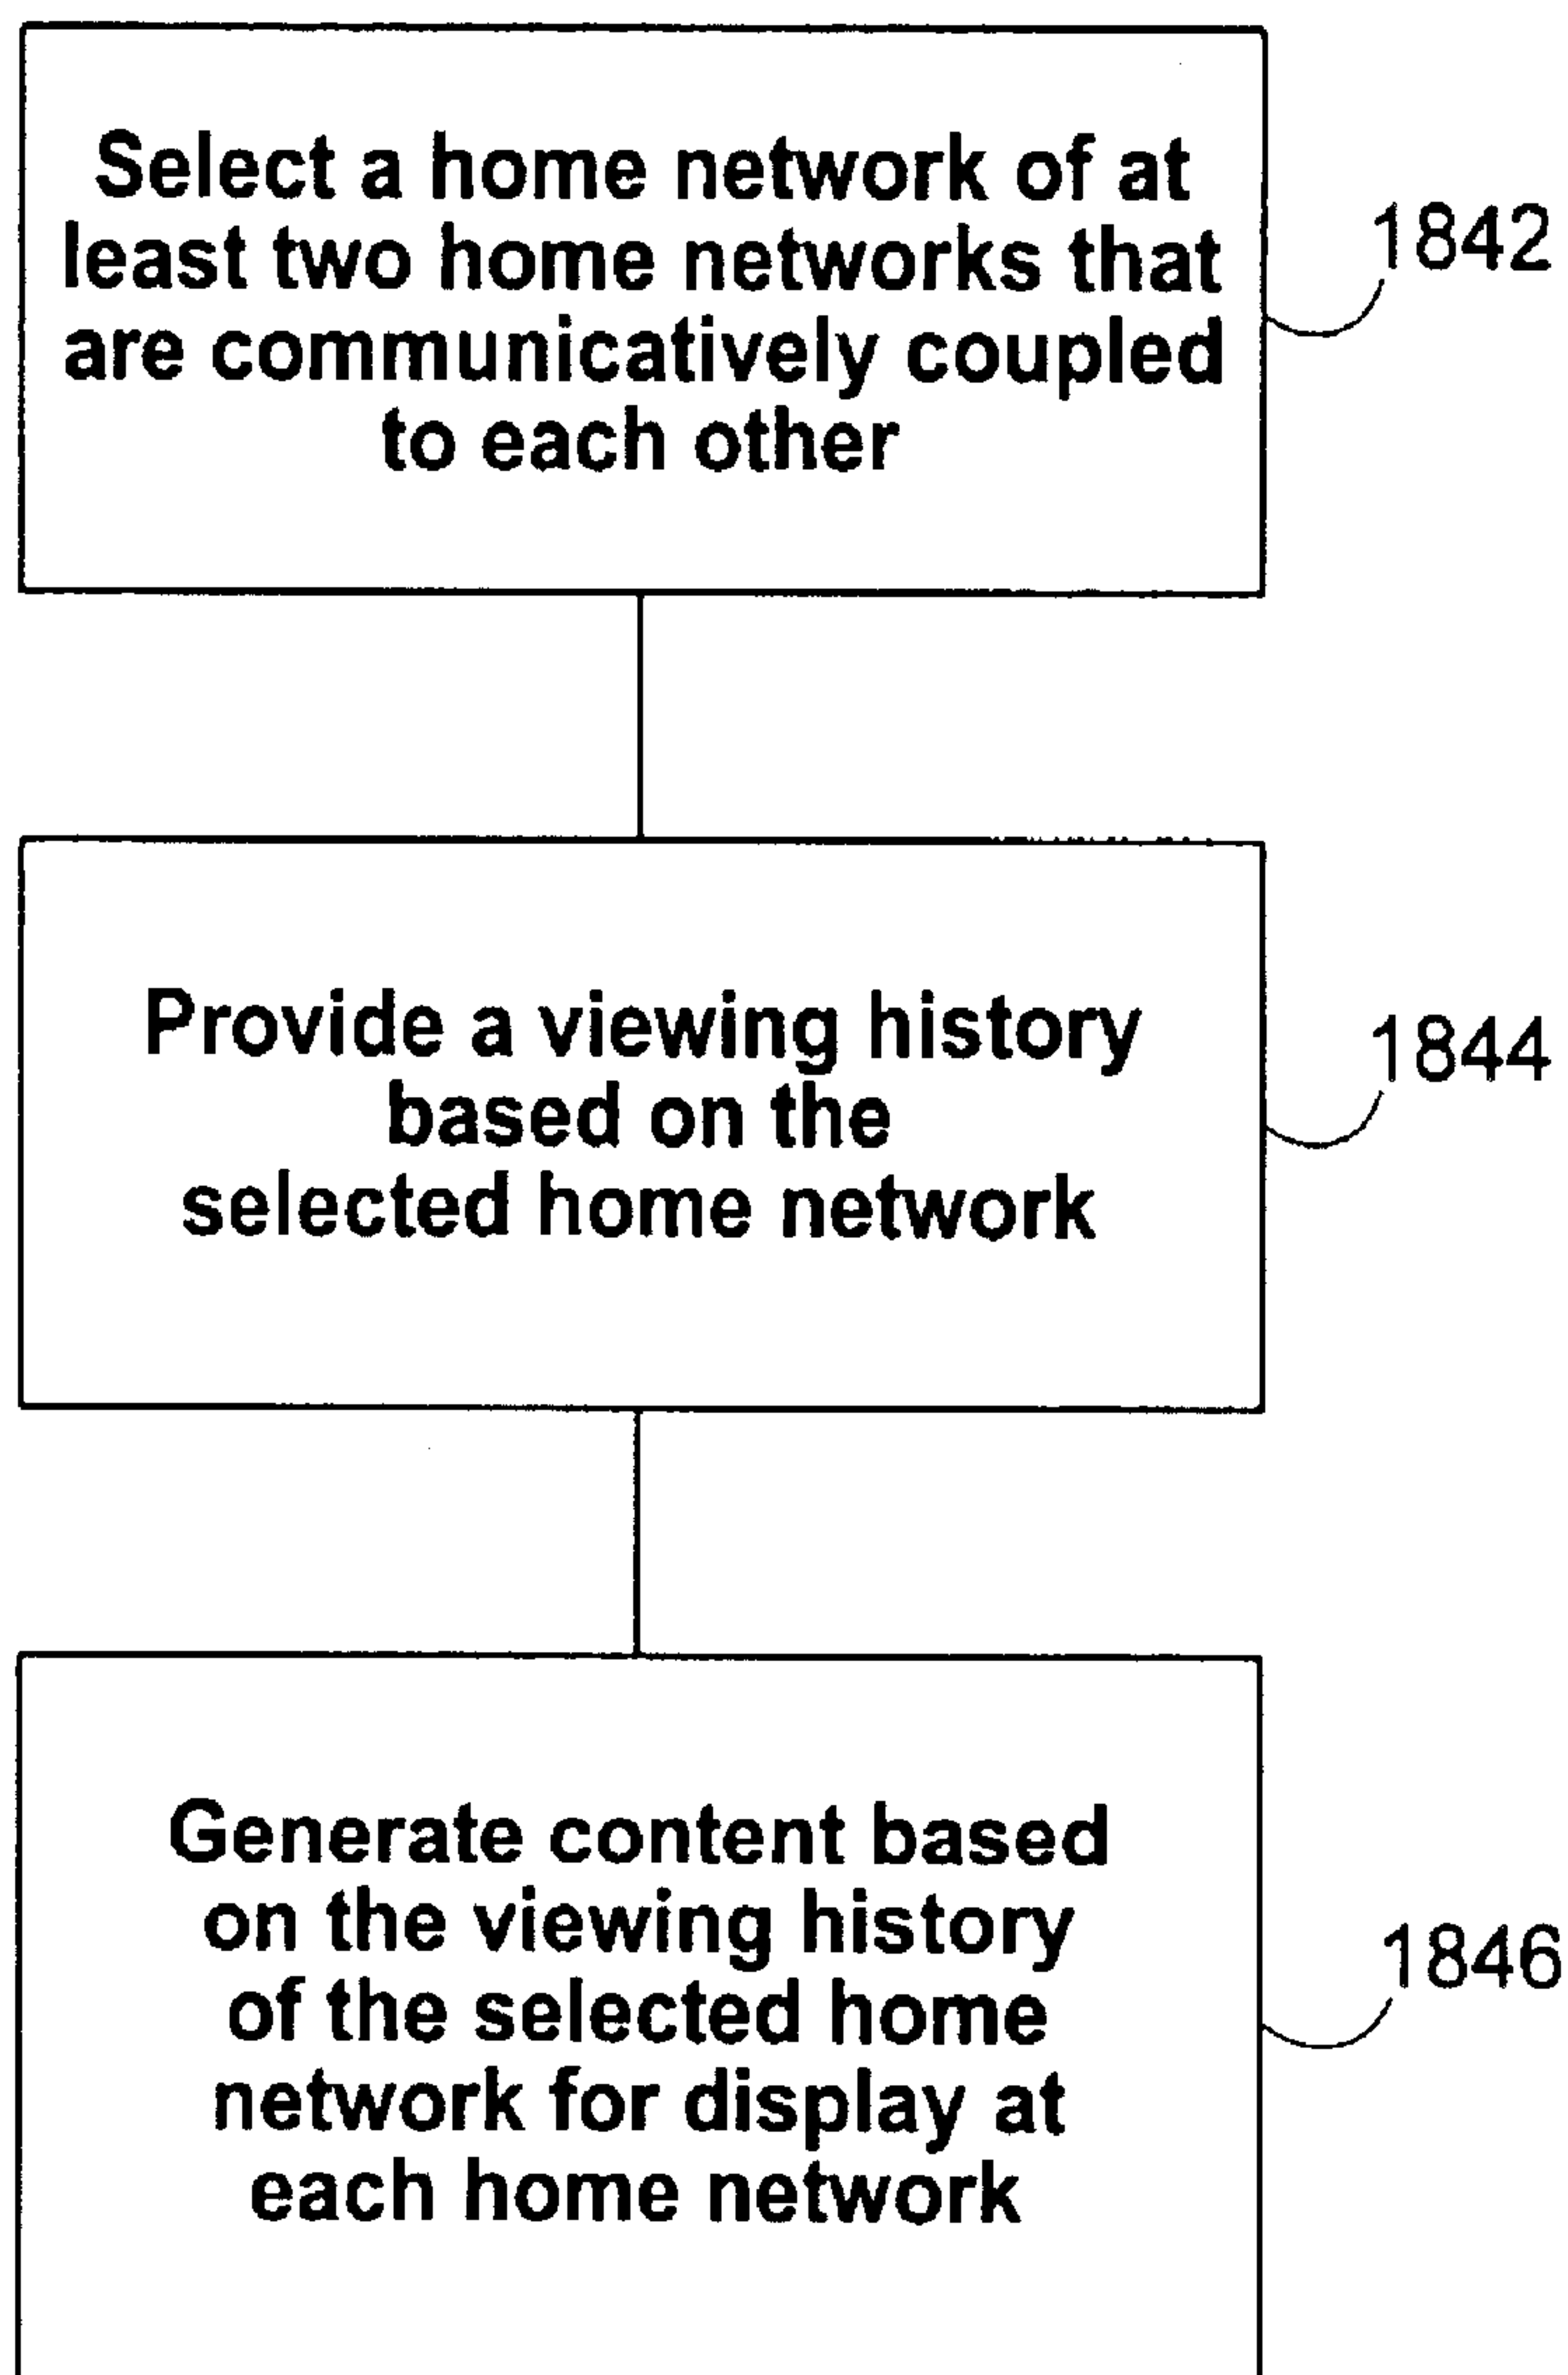 Select a home network of at
least two home networks that
are communicatively coupled
to each other
1842
Provide a viewing history
based on the
selected home network
1844
Generate content based
on the viewing history
of the selected home
network for display at
each home network
1846